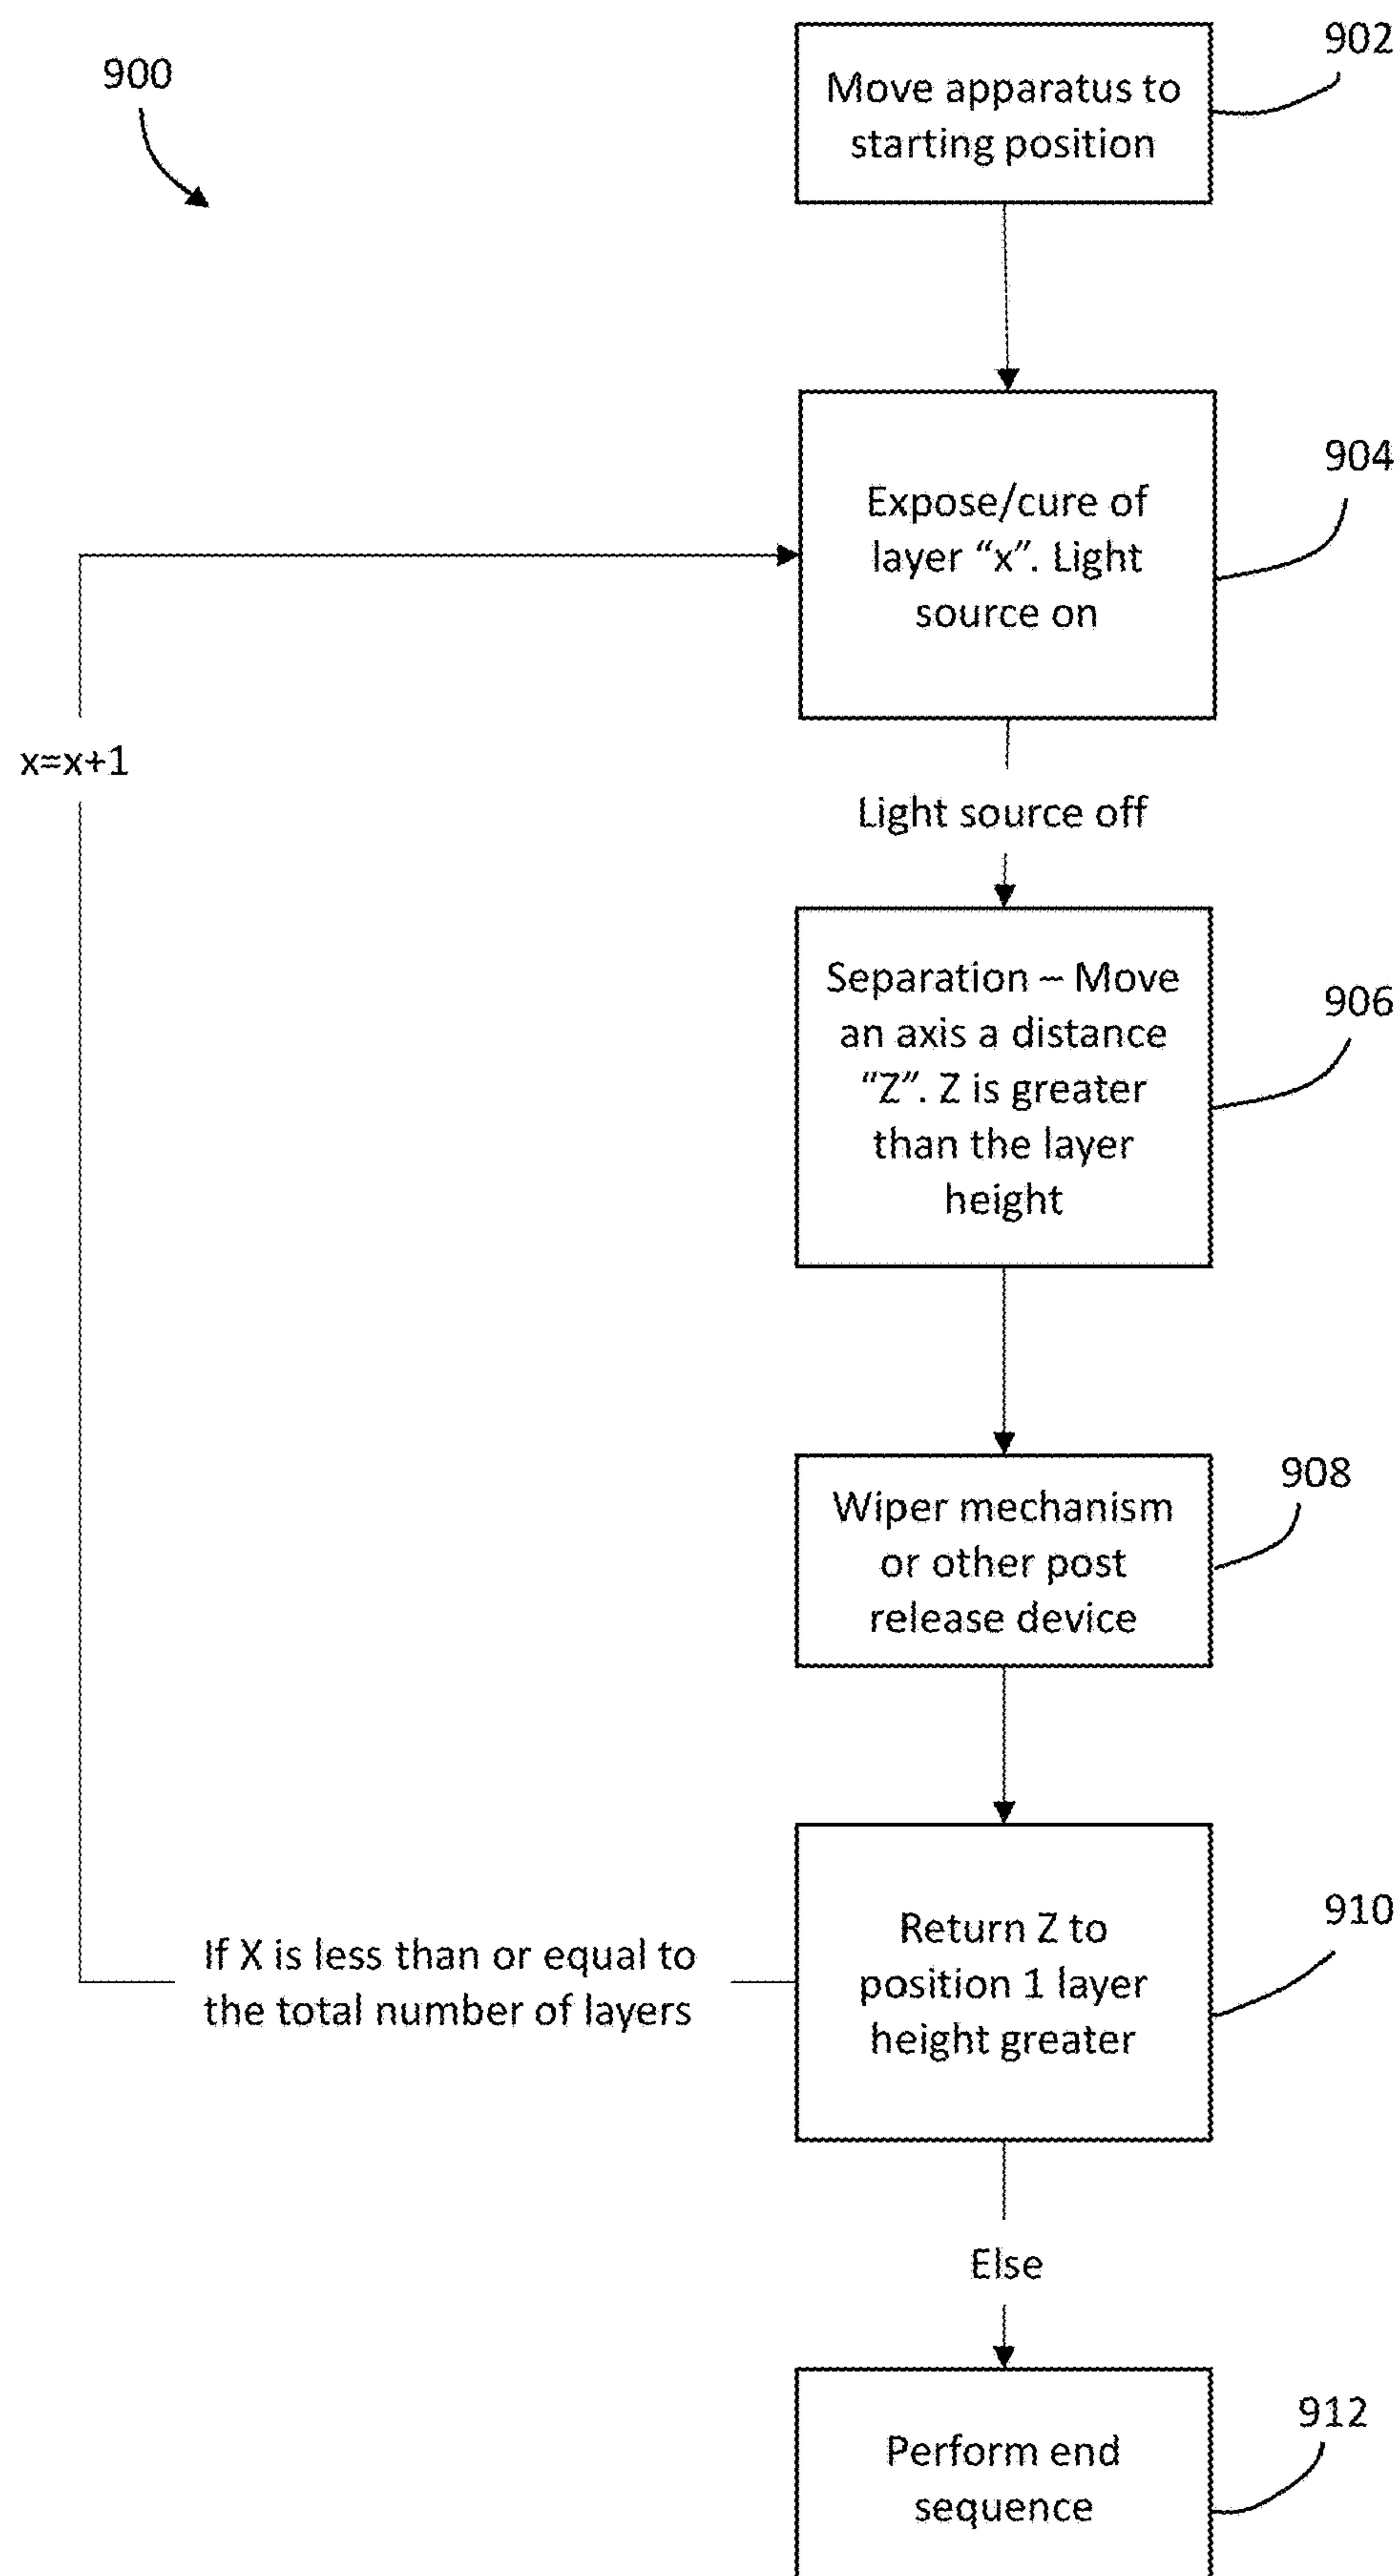 900
902
Move apparatus to
starting position
904
Expose/cure of
layer “x”. Light
source on
x=x+1
Light source off
906
Separation – Move
an axis a distance
“Z”. Z is greater
than the layer
height
908
Wiper mechanism
or other post
release device
910
Return Z to
position 1 layer
height greater
If X is less than or equal to
the total number of layers
Else
912
Perform end
sequence